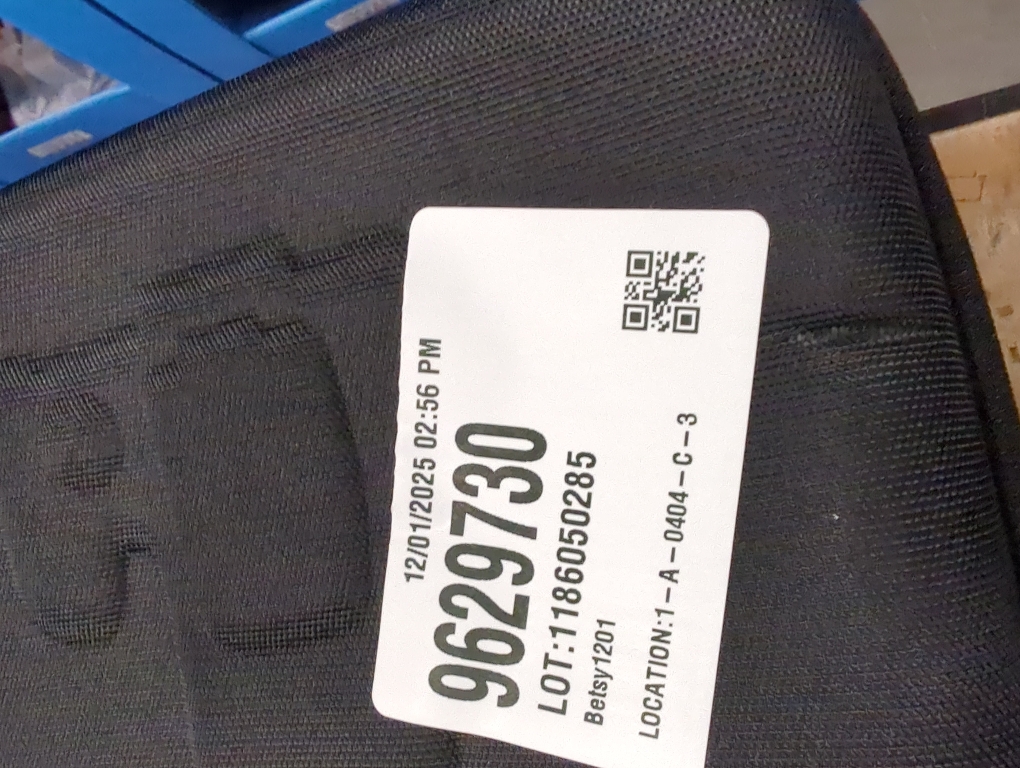 12/01/2025 02:56 PM
9629730
LOT:1186050285
Betsy1201
LOCATION:1-A-0404-C-3